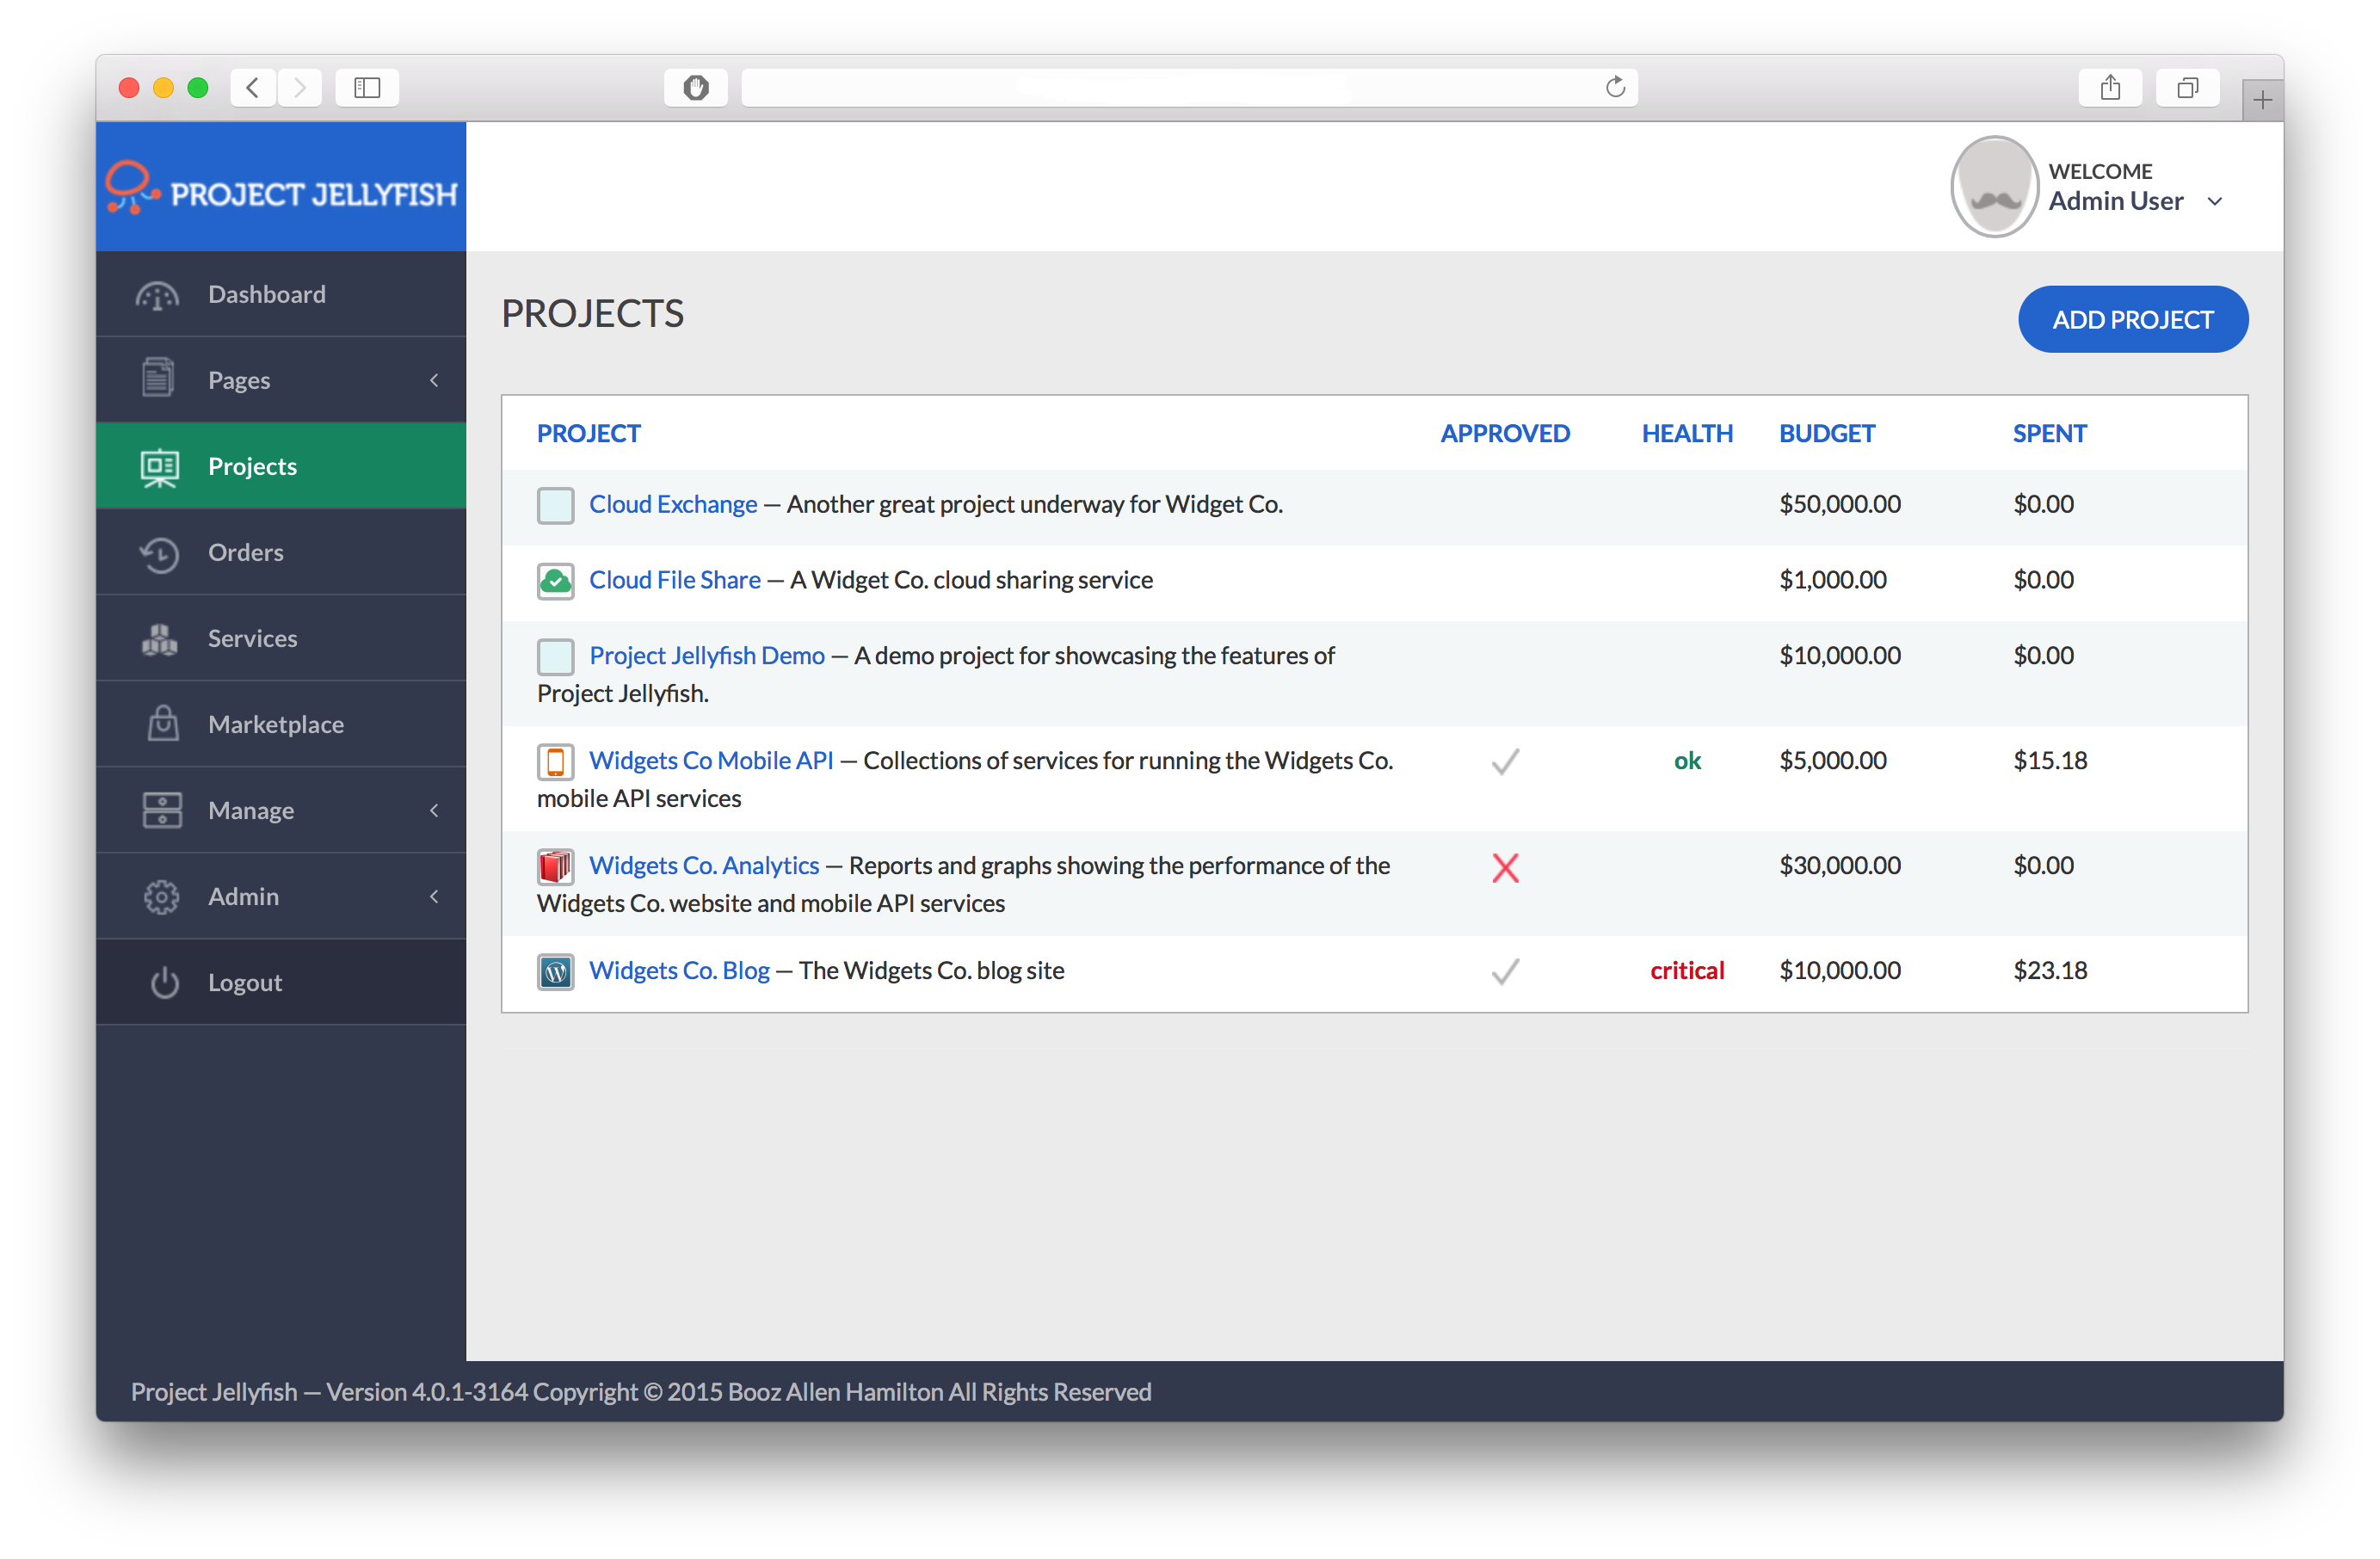 PROJECT JELLYFISH
WELCOME
Admin User
Dashboard
Pages
Projects
Orders
Services
Marketplace
Manage
Admin
Logout
PROJECTS
ADD PROJECT
PROJECT APPROVED HEALTH BUDGET SPENT
Cloud Exchange — Another great project underway for Widget Co. $50,000.00 $0.00
Cloud File Share — A Widget Co. cloud sharing service $1,000.00 $0.00
Project Jellyfish Demo — A demo project for showcasing the features of $10,000.00 $0.00
Project Jellyfish.
Widgets Co Mobile API — Collections of services for running the Widgets Co. ok $5,000.00 $15.18
mobile API services
Widgets Co. Analytics — Reports and graphs showing the performance of the $30,000.00 $0.00
Widgets Co. website and mobile API services
Widgets Co. Blog — The Widgets Co. blog site critical $10,000.00 $23.18
Project Jellyfish — Version 4.0.1-3164 Copyright © 2015 Booz Allen Hamilton All Rights Reserved